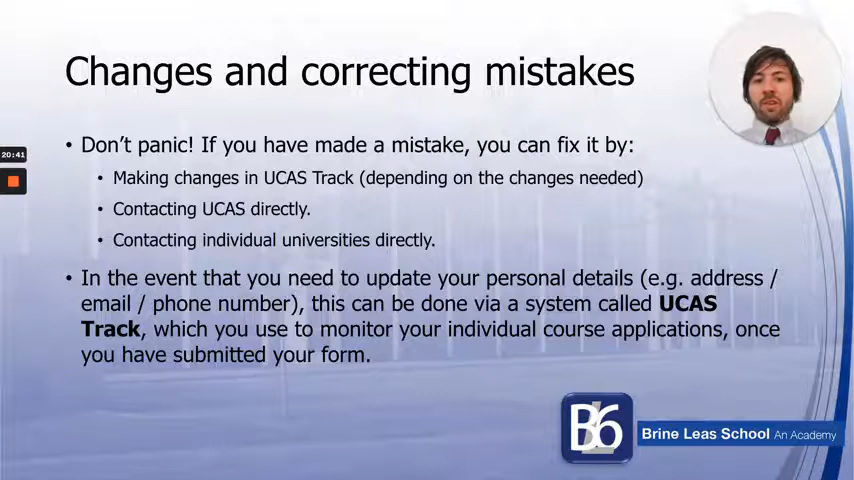 Changes and correcting mistakes
• Don't panic! If you have made a mistake, you can fix it by:
• Making changes in UCAS Track (depending on the changes needed)
• Contacting UCAS directly.
• Contacting individual universities directly.
• In the event that you need to update your personal details (e.g. address /
email / phone number), this can be done via a system called UCAS
Track, which you use to monitor your individual course applications, once
you have submitted your form.
20:41
BL6
Brine Leas School An Academy